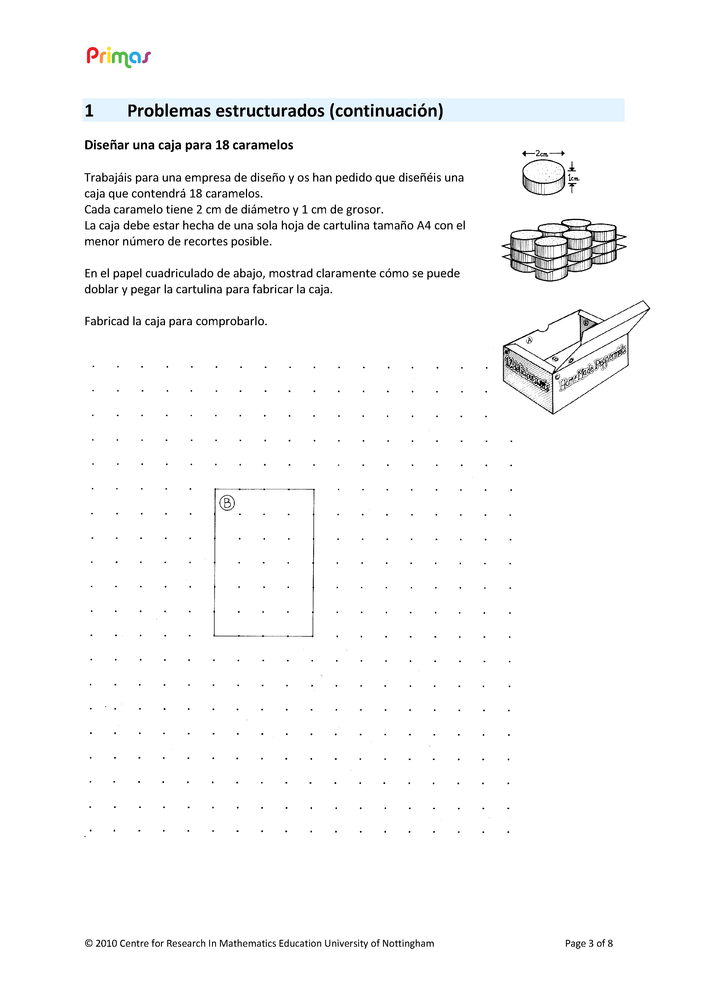 Primas
1 Problemas estructurados (continuación)
Diseñar una caja para 18 caramelos
Trabajáis para una empresa de diseño y os han pedido que diseñéis una
caja que contendrá 18 caramelos.
Cada caramelo tiene 2 cm de diámetro y 1 cm de grosor.
La caja debe estar hecha de una sola hoja de cartulina tamaño A4 con el
menor número de recortes posible.
En el papel cuadriculado de abajo, mostrad claramente cómo se puede
doblar y pegar la cartulina para fabricar la caja.
Fabricad la caja para comprobarlo.
2cm.
1cm.
A
E
B
D
C
Home-Made Peppermints
B
© 2010 Centre for Research In Mathematics Education University of Nottingham
Page 3 of 8